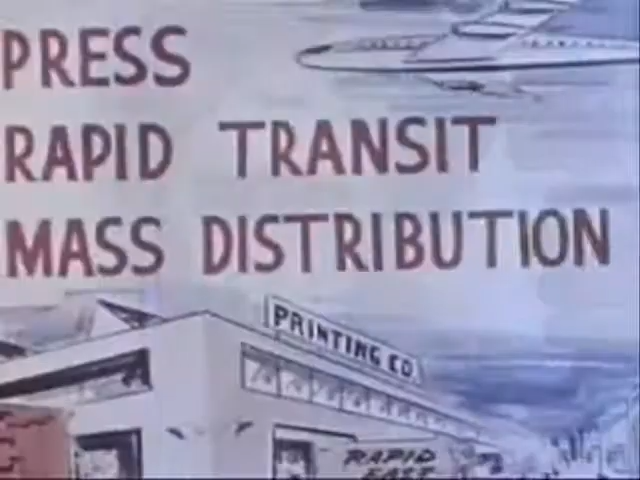 PRESS
RAPID TRANSIT
MASS DISTRIBUTION
PRINTING CO.
RAPID